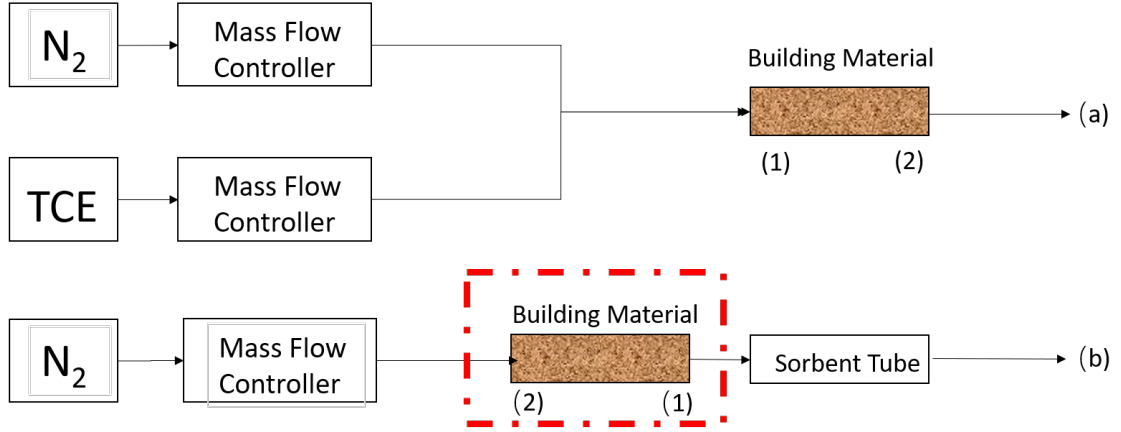 N2
Mass Flow
Controller
Building Material
(a)
(1)
(2)
TCE
Mass Flow
Controller
Building Material
N2
Mass Flow
Controller
Sorbent Tube
(b)
(2)
(1)